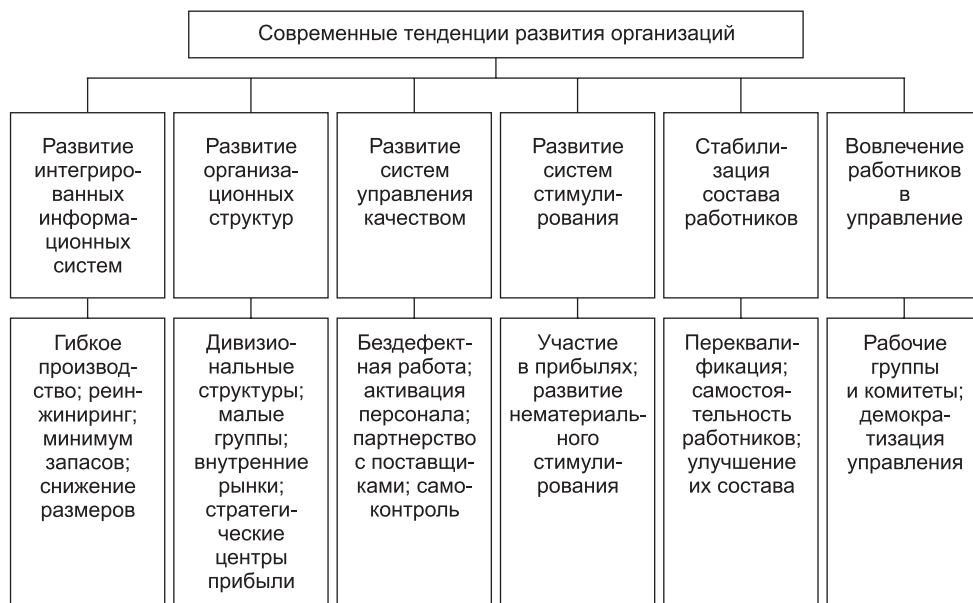 Современные тенденции развития организаций
Развитие
интегриро-
ванных
информа-
ционных
систем
Развитие
организа-
ционных
структур
Развитие
систем
управления
качеством
Развитие
систем
стимули-
рования
Стабили-
зация
состава
работников
Вовлечение
работников
в
управление
Гибкое
производ-
ство; реин-
жиниринг;
минимум
запасов;
снижение
размеров
Дивизио-
нальные
структуры;
малые
группы;
внутренние
рынки;
стратеги-
ческие
центры
прибыли
Бездефект-
ная работа;
активация
персонала;
партнерство
с поставщи-
ками; само-
контроль
Участие
в прибылях;
развитие
нематериаль-
ного
стимули-
рования
Переквали-
фикация;
самостоя-
тельность
работников;
улучшение
их состава
Рабочие
группы
и комитеты;
демокра-
тизация
управления